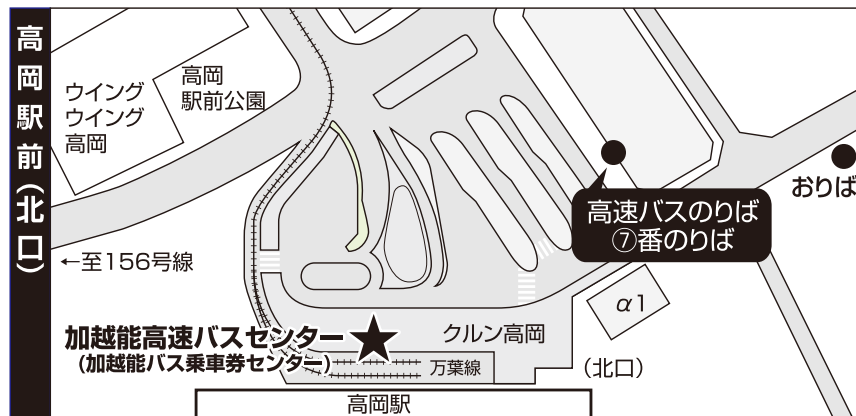 高岡駅前(北口)
ウイング
ウイング
高岡
高岡
駅前公園
←至156号線
高速バスのりば
⑦番のりば
おりば
α1
加越能高速バスセンター
(加越能バス乗車券センター)
クルン高岡
万葉線
(北口)
高岡駅